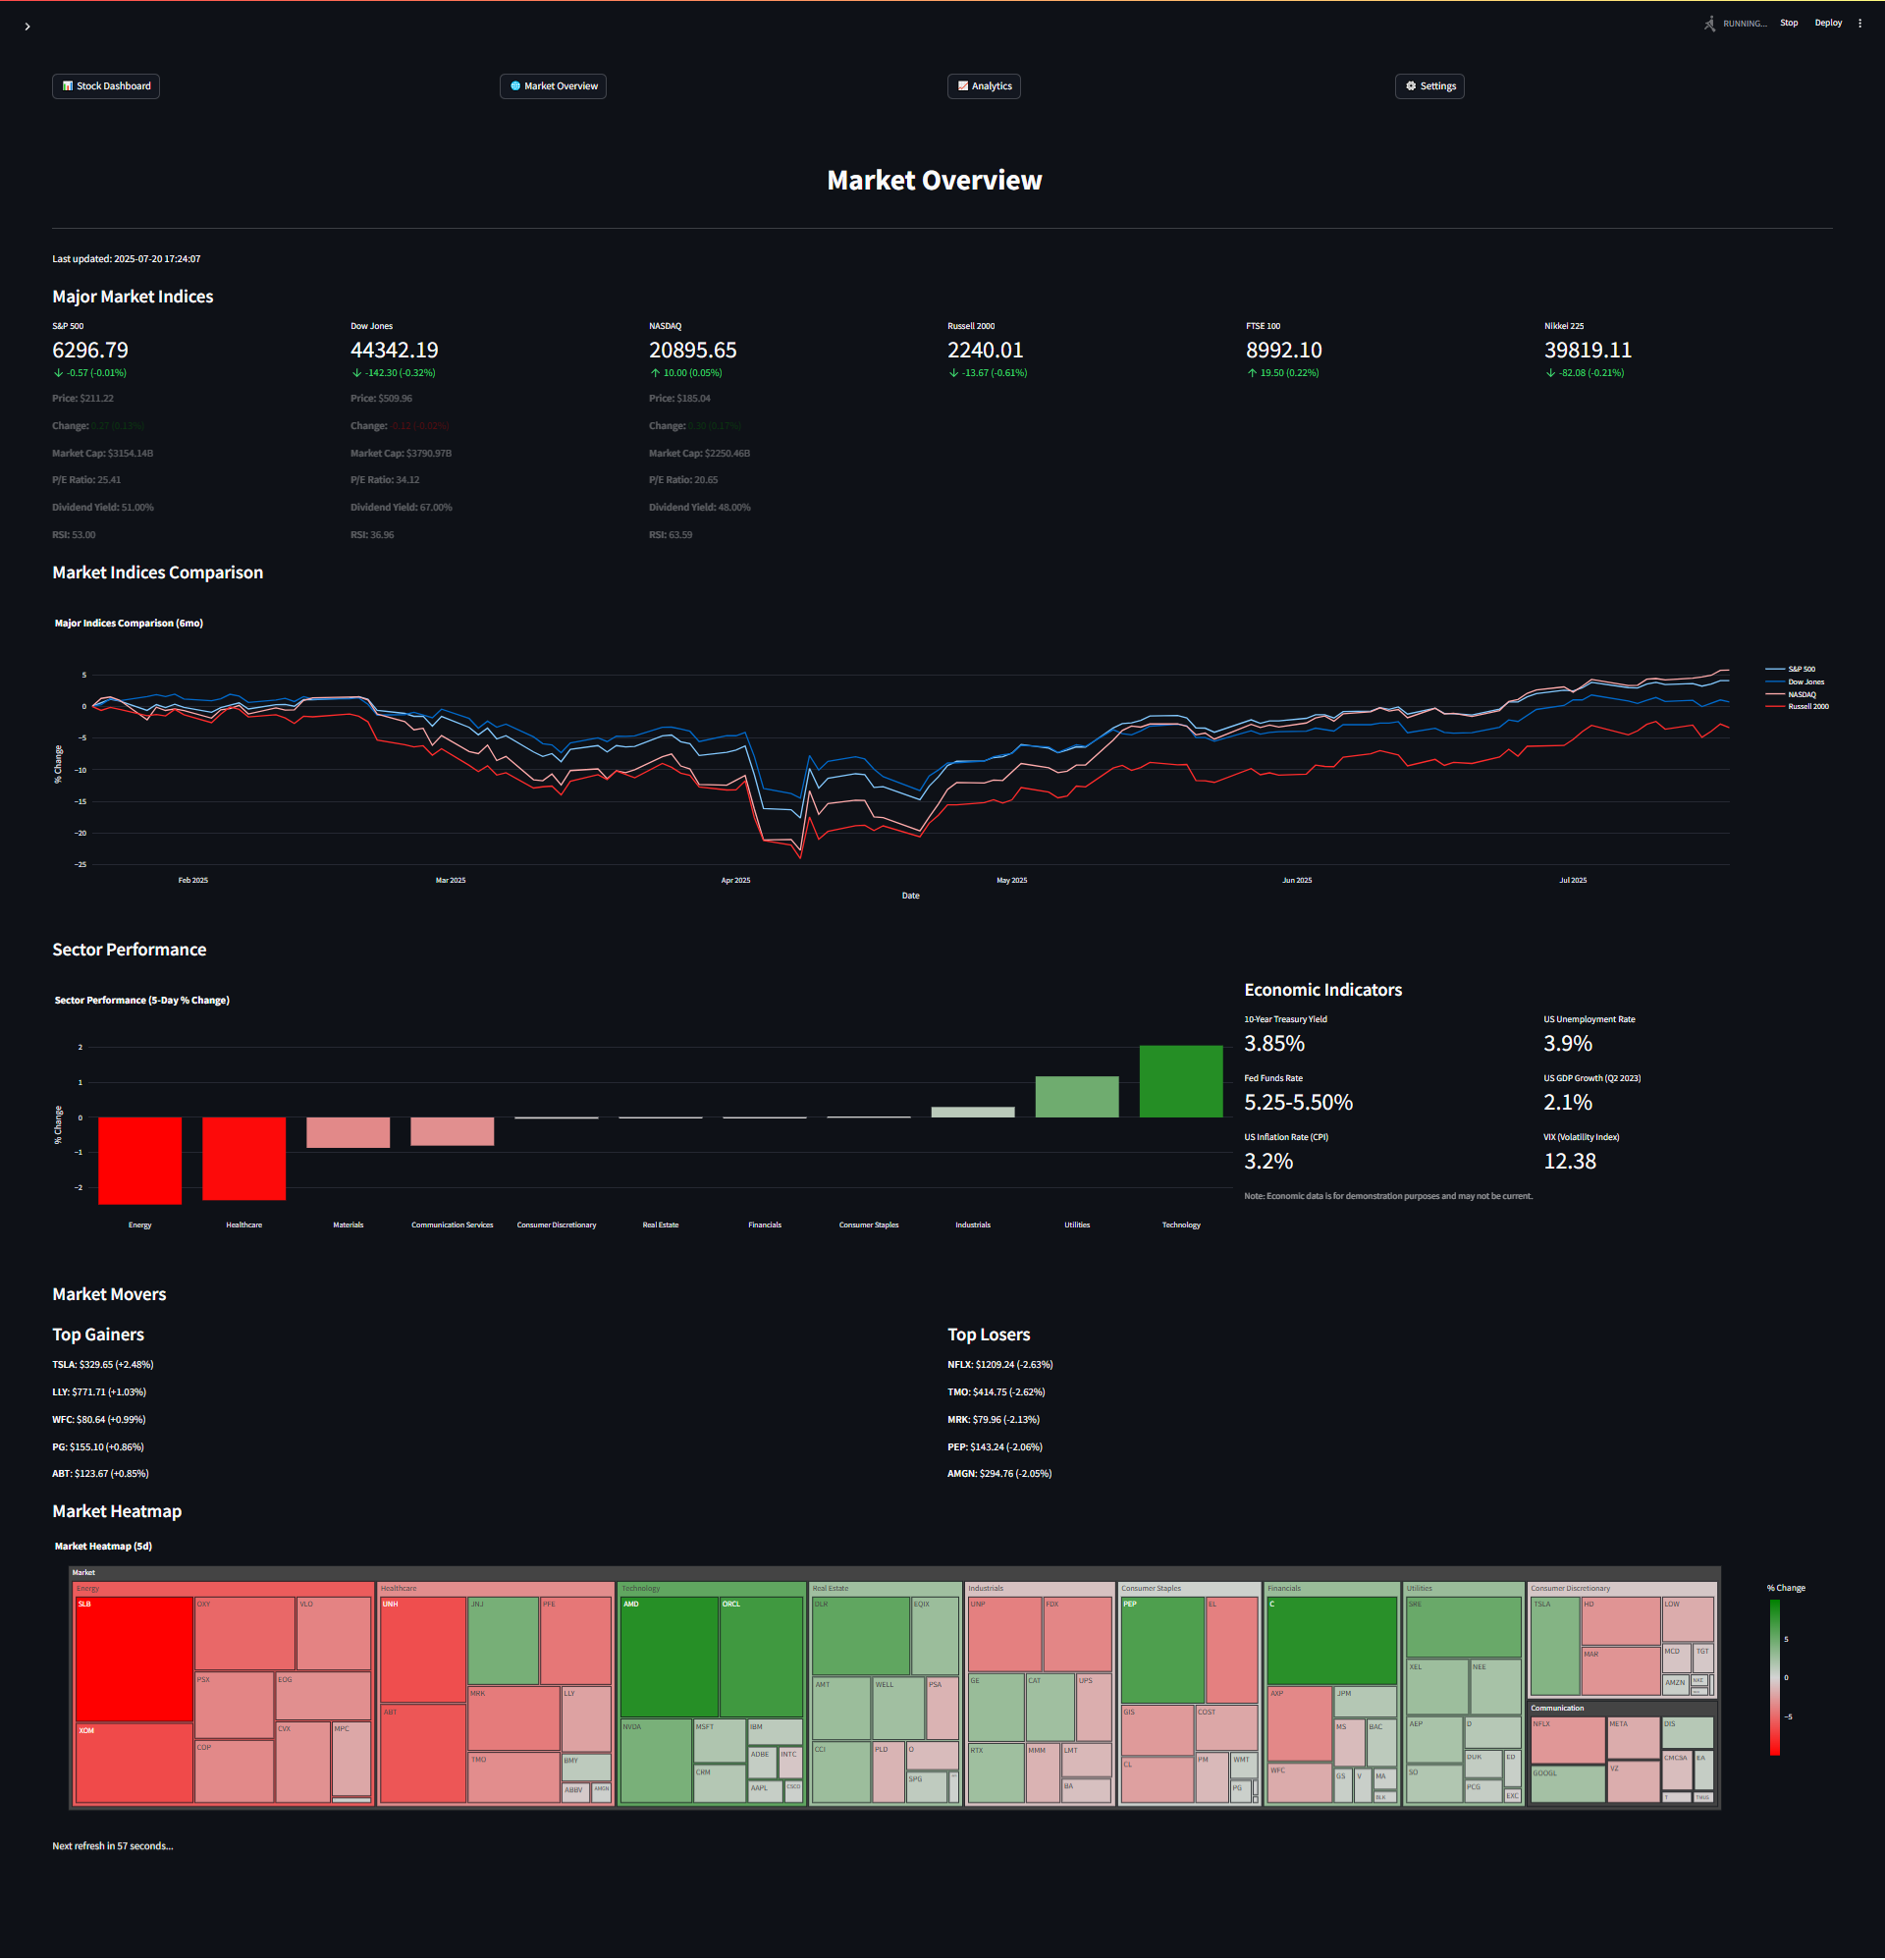 RUNNING...
Stop
Deploy
Stock Dashboard
Market Overview
Analytics
Settings
Market Overview
Last updated: 2025-07-20 17:24:07
Major Market Indices
S&P 500
6296.79
-0.57 (-0.01%)
Dow Jones
44342.19
-142.30 (-0.32%)
NASDAQ
20895.65
10.00 (0.05%)
Russell 2000
2240.01
-13.67 (-0.61%)
FTSE 100
8992.10
19.50 (0.22%)
Nikkei 225
39819.11
-82.08 (-0.21%)
Price: $211.22
Change: 0.27 (0.13%)
Market Cap: $3154.14B
P/E Ratio: 25.41
Dividend Yield: 51.00%
RSI: 53.00
Price: $509.96
Change: -0.12 (-0.02%)
Market Cap: $3790.97B
P/E Ratio: 34.12
Dividend Yield: 67.00%
RSI: 36.96
Price: $185.04
Change: 0.30 (0.17%)
Market Cap: $2250.46B
P/E Ratio: 20.65
Dividend Yield: 48.00%
RSI: 63.59
Market Indices Comparison
Major Indices Comparison (6mo)
% Change
5
0
−5
−10
−15
−20
−25
Feb 2025
Mar 2025
Apr 2025
May 2025
Jun 2025
Jul 2025
Date
S&P 500
Dow Jones
NASDAQ
Russell 2000
Sector Performance
Sector Performance (5-Day % Change)
% Change
2
1
0
−1
−2
Energy
Healthcare
Materials
Communication Services
Consumer Discretionary
Real Estate
Financials
Consumer Staples
Industrials
Utilities
Technology
Economic Indicators
10-Year Treasury Yield
3.85%
US Unemployment Rate
3.9%
Fed Funds Rate
5.25-5.50%
US GDP Growth (Q2 2023)
2.1%
US Inflation Rate (CPI)
3.2%
VIX (Volatility Index)
12.38
Note: Economic data is for demonstration purposes and may not be current.
Market Movers
Top Gainers
TSLA: $329.65 (+2.48%)
LLY: $771.71 (+1.03%)
WFC: $80.64 (+0.99%)
PG: $155.10 (+0.86%)
ABT: $123.67 (+0.85%)
Top Losers
NFLX: $1209.24 (-2.63%)
TMO: $414.75 (-2.62%)
MRK: $79.96 (-2.13%)
PEP: $143.24 (-2.06%)
AMGN: $294.76 (-2.05%)
Market Heatmap
Market Heatmap (5d)
Market
Energy
SLB
OXY
VLO
PSX
EOG
XOM
COP
CVX
MPC
Healthcare
UNH
JNJ
PFE
MRK
LLY
ABT
TMO
BMY
ABBV
AMGN
Technology
AMD
ORCL
NVDA
MSFT
IBM
ADBE
INTC
CRM
AAPL
CSCO
Real Estate
DLR
EQIX
AMT
WELL
PSA
CCI
PLD
O
SPG
Industrials
UNP
FDX
GE
CAT
UPS
RTX
MMM
LMT
BA
Consumer Staples
PEP
EL
GIS
COST
CL
PM
WMT
PG
Financials
C
AXP
JPM
MS
BAC
WFC
GS
V
MA
BLK
Utilities
SRE
XEL
NEE
AEP
D
DUK
ED
SO
PCG
EXC
Consumer Discretionary
TSLA
HD
LOW
MAR
MCD
TGT
AMZN
NKE
Communication
NFLX
META
DIS
GOOGL
VZ
CMCSA
EA
T
TMUS
% Change
5
0
−5
Next refresh in 57 seconds...